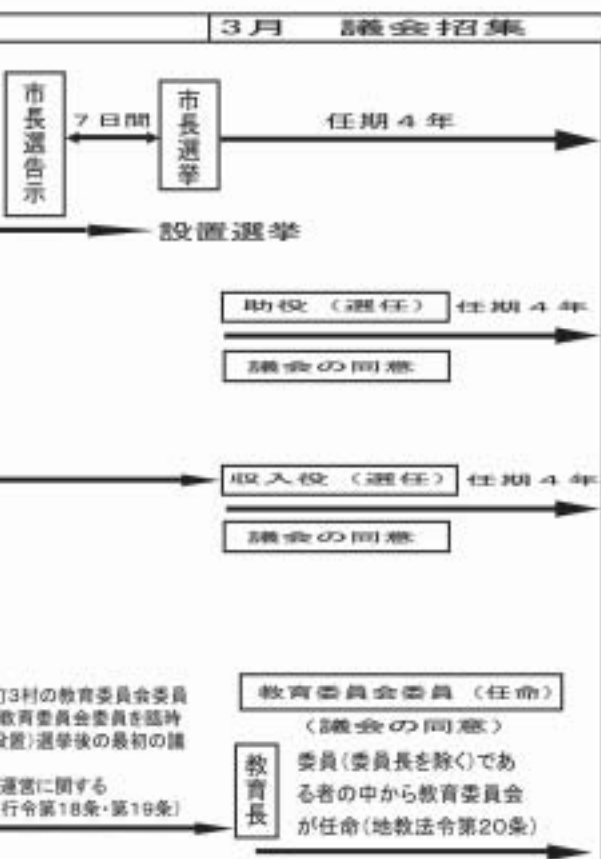 3月　議会招集
市長選告示
7日間
市長選挙
任期4年
設置選挙
助役（選任）
任期4年
議会の同意
収入役（選任）
任期4年
議会の同意
3村の教育委員会委員
教育委員会委員を臨時
置)選挙後の最初の議
運営に関する
行令第18条・第19条)
教育委員会委員（任命）
（議会の同意）
教育長
委員(委員長を除く)であ
る者の中から教育委員会
が任命(地教法令第20条)